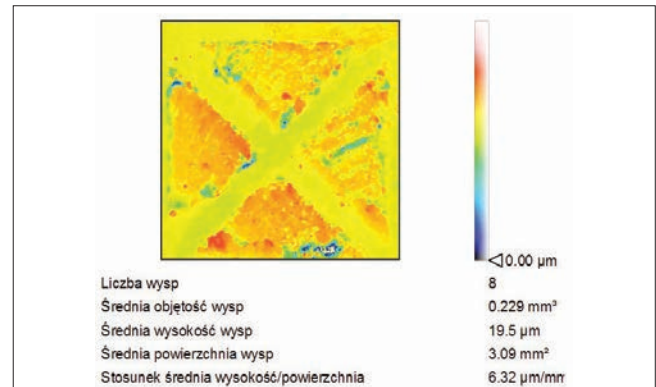 0.00 µm
Liczba wysp 8
Średnia objętość wysp 0.229 mm³
Średnia wysokość wysp 19.5 µm
Średnia powierzchnia wysp 3.09 mm²
Stosunek średnia wysokość/powierzchnia 6.32 µm/mm